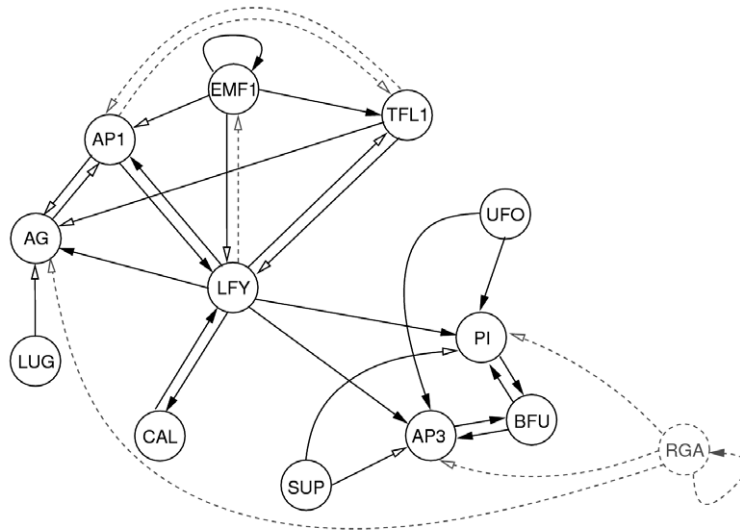 EMF1
TFL1
AP1
UFO
AG
LFY
PI
LUG
BFU
CAL
AP3
RGA
SUP